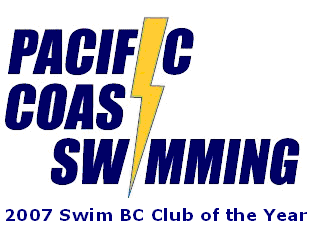 PACIFIC
COAST
SWIMMING
2007 Swim BC Club of the Year